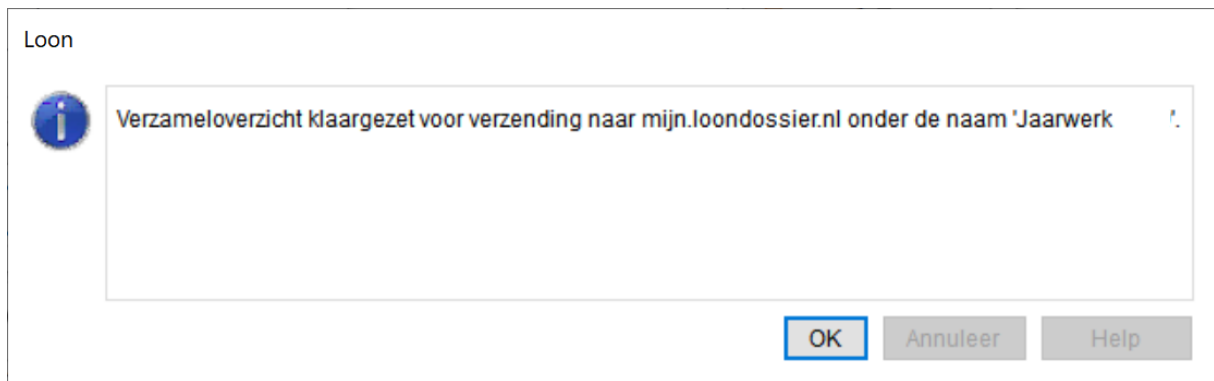 Loon
Verzameloverzicht klaargezet voor verzending naar mijn.loondossier.nl onder de naam 'Jaarwerk '.
OK
Annuleer
Help